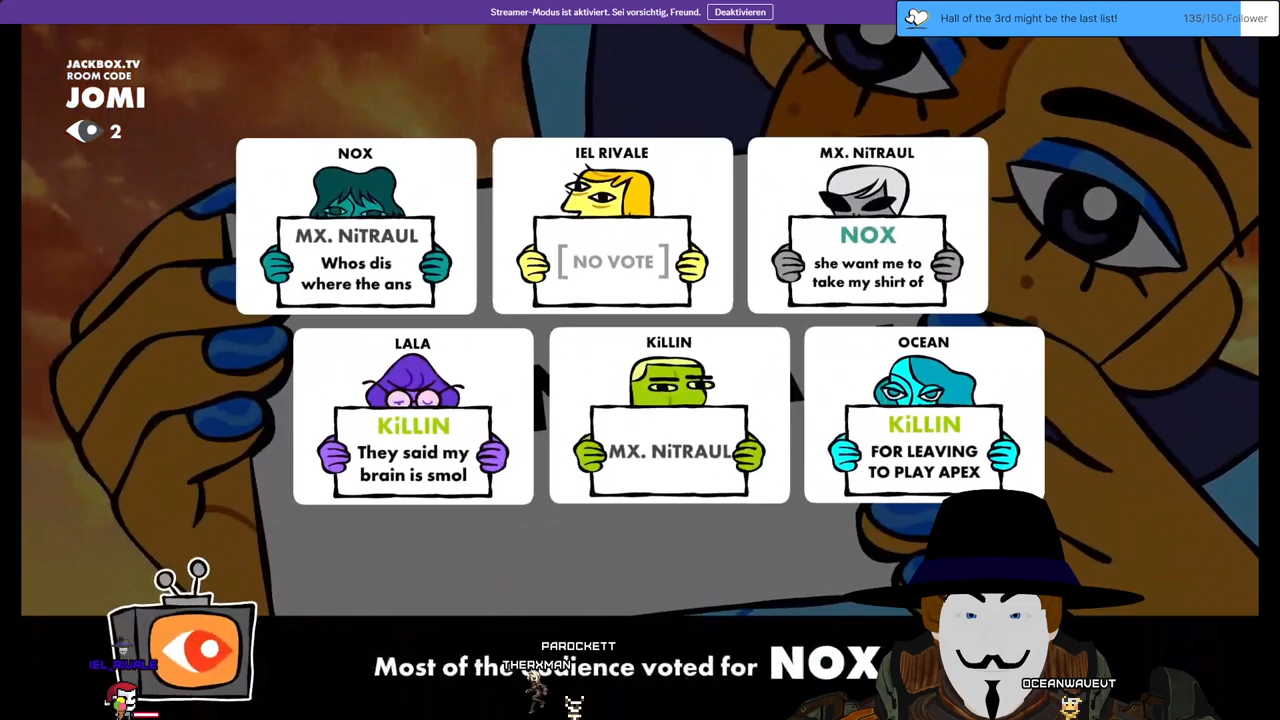 Streamer-Modus ist aktiviert. Sei vorsichtig, Freund.
Deaktivieren
Hall of the 3rd might be the last list!
135/150 Follower
JACKBOX.TV
ROOM CODE
JOMI
2
NOX
MX. NiTRAUL
Whos dis
where the ans
IEL RIVALE
[ NO VOTE ]
MX. NiTRAUL
NOX
she want me to
take my shirt of
LALA
KiLLIN
They said my
brain is smol
KiLLIN
MX. NiTRAUL
OCEAN
KiLLIN
FOR LEAVING
TO PLAY APEX
IEL_RIVALE
PAROCKETT
THERXMAN
Most of the audience voted for NOX
OCEANWAVEVT